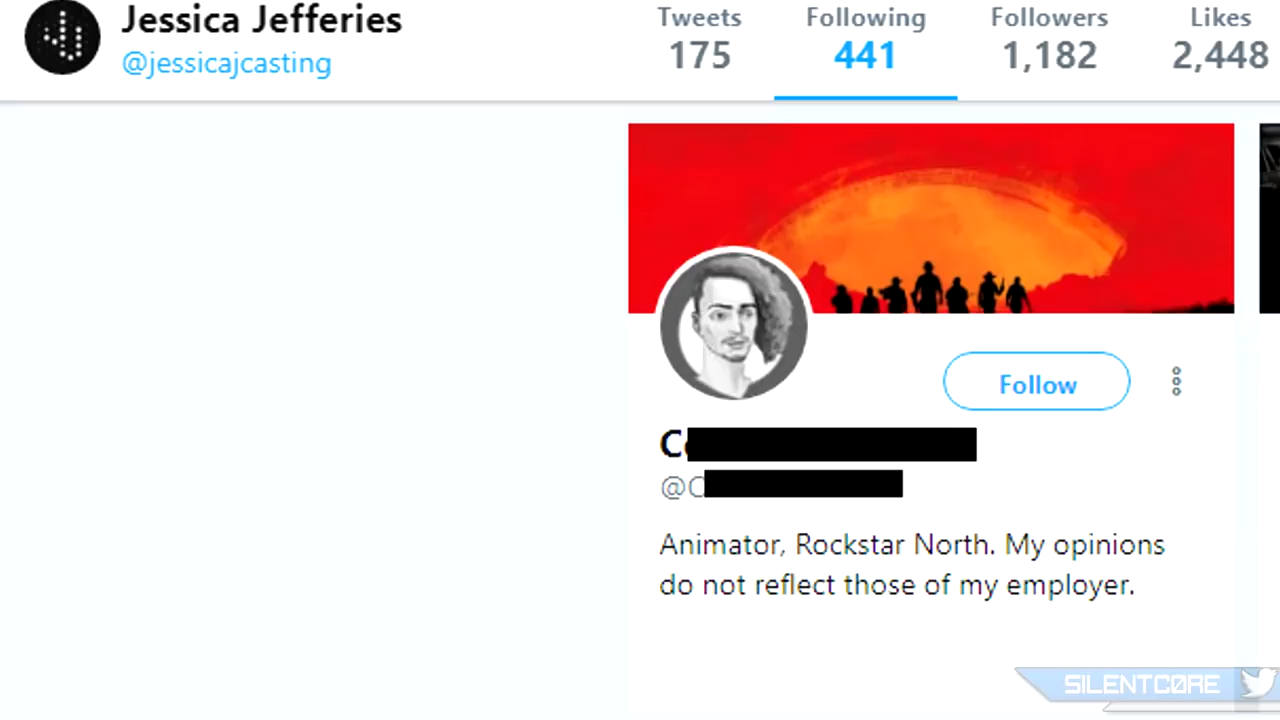 Jessica Jefferies
@jessicajcasting
Tweets Following Followers Likes
175 441 1,182 2,448
Follow
C
@C
Animator, Rockstar North. My opinions
do not reflect those of my employer.
SILENTC0RE